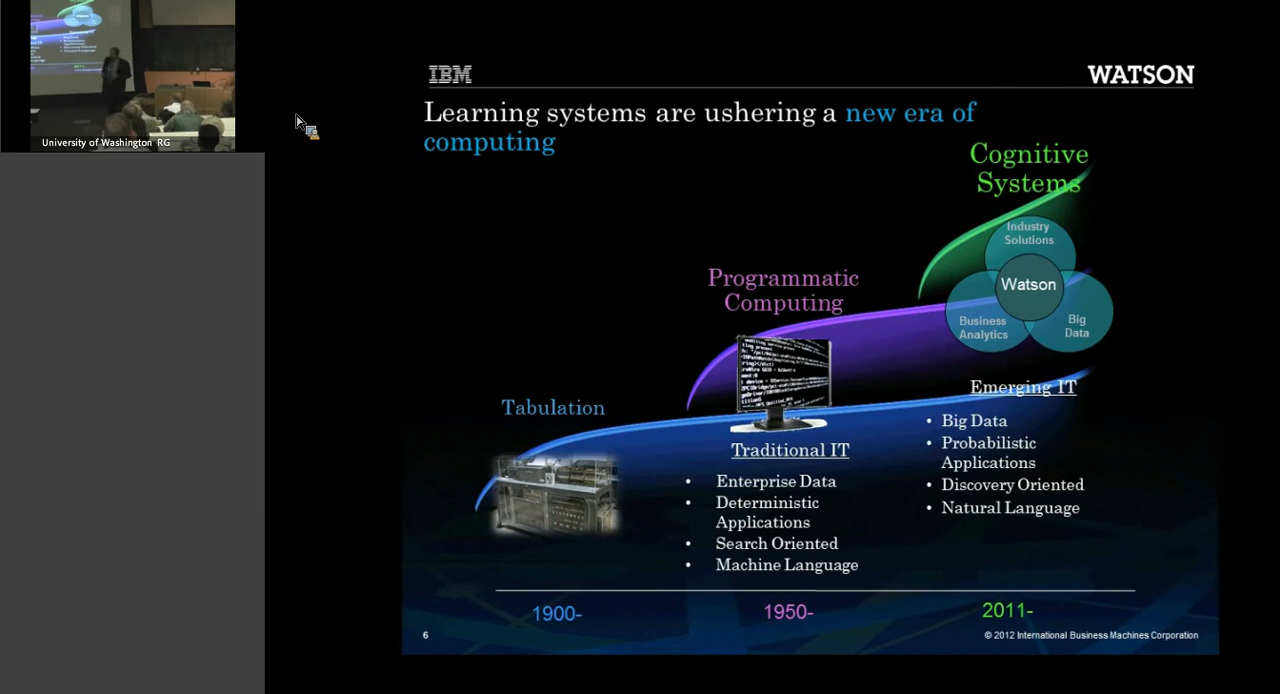 University of Washington RG
IBM
WATSON
Learning systems are ushering a new era of
computing
Cognitive
Systems
Industry
Solutions
Watson
Business
Analytics
Big
Data
Programmatic
Computing
Tabulation
Traditional IT
• Enterprise Data
• Deterministic
Applications
• Search Oriented
• Machine Language
Emerging IT
• Big Data
• Probabilistic
Applications
• Discovery Oriented
• Natural Language
1900-
1950-
2011-
6
© 2012 International Business Machines Corporation